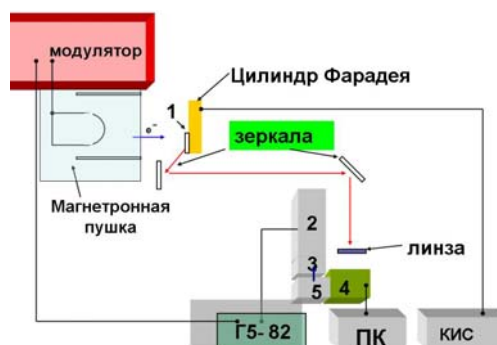 модулятор
Цилиндр Фарадея
1
e⁻
зеркала
Магнетронная
пушка
2
линза
3
5
4
Г5- 82
ПК
КИС